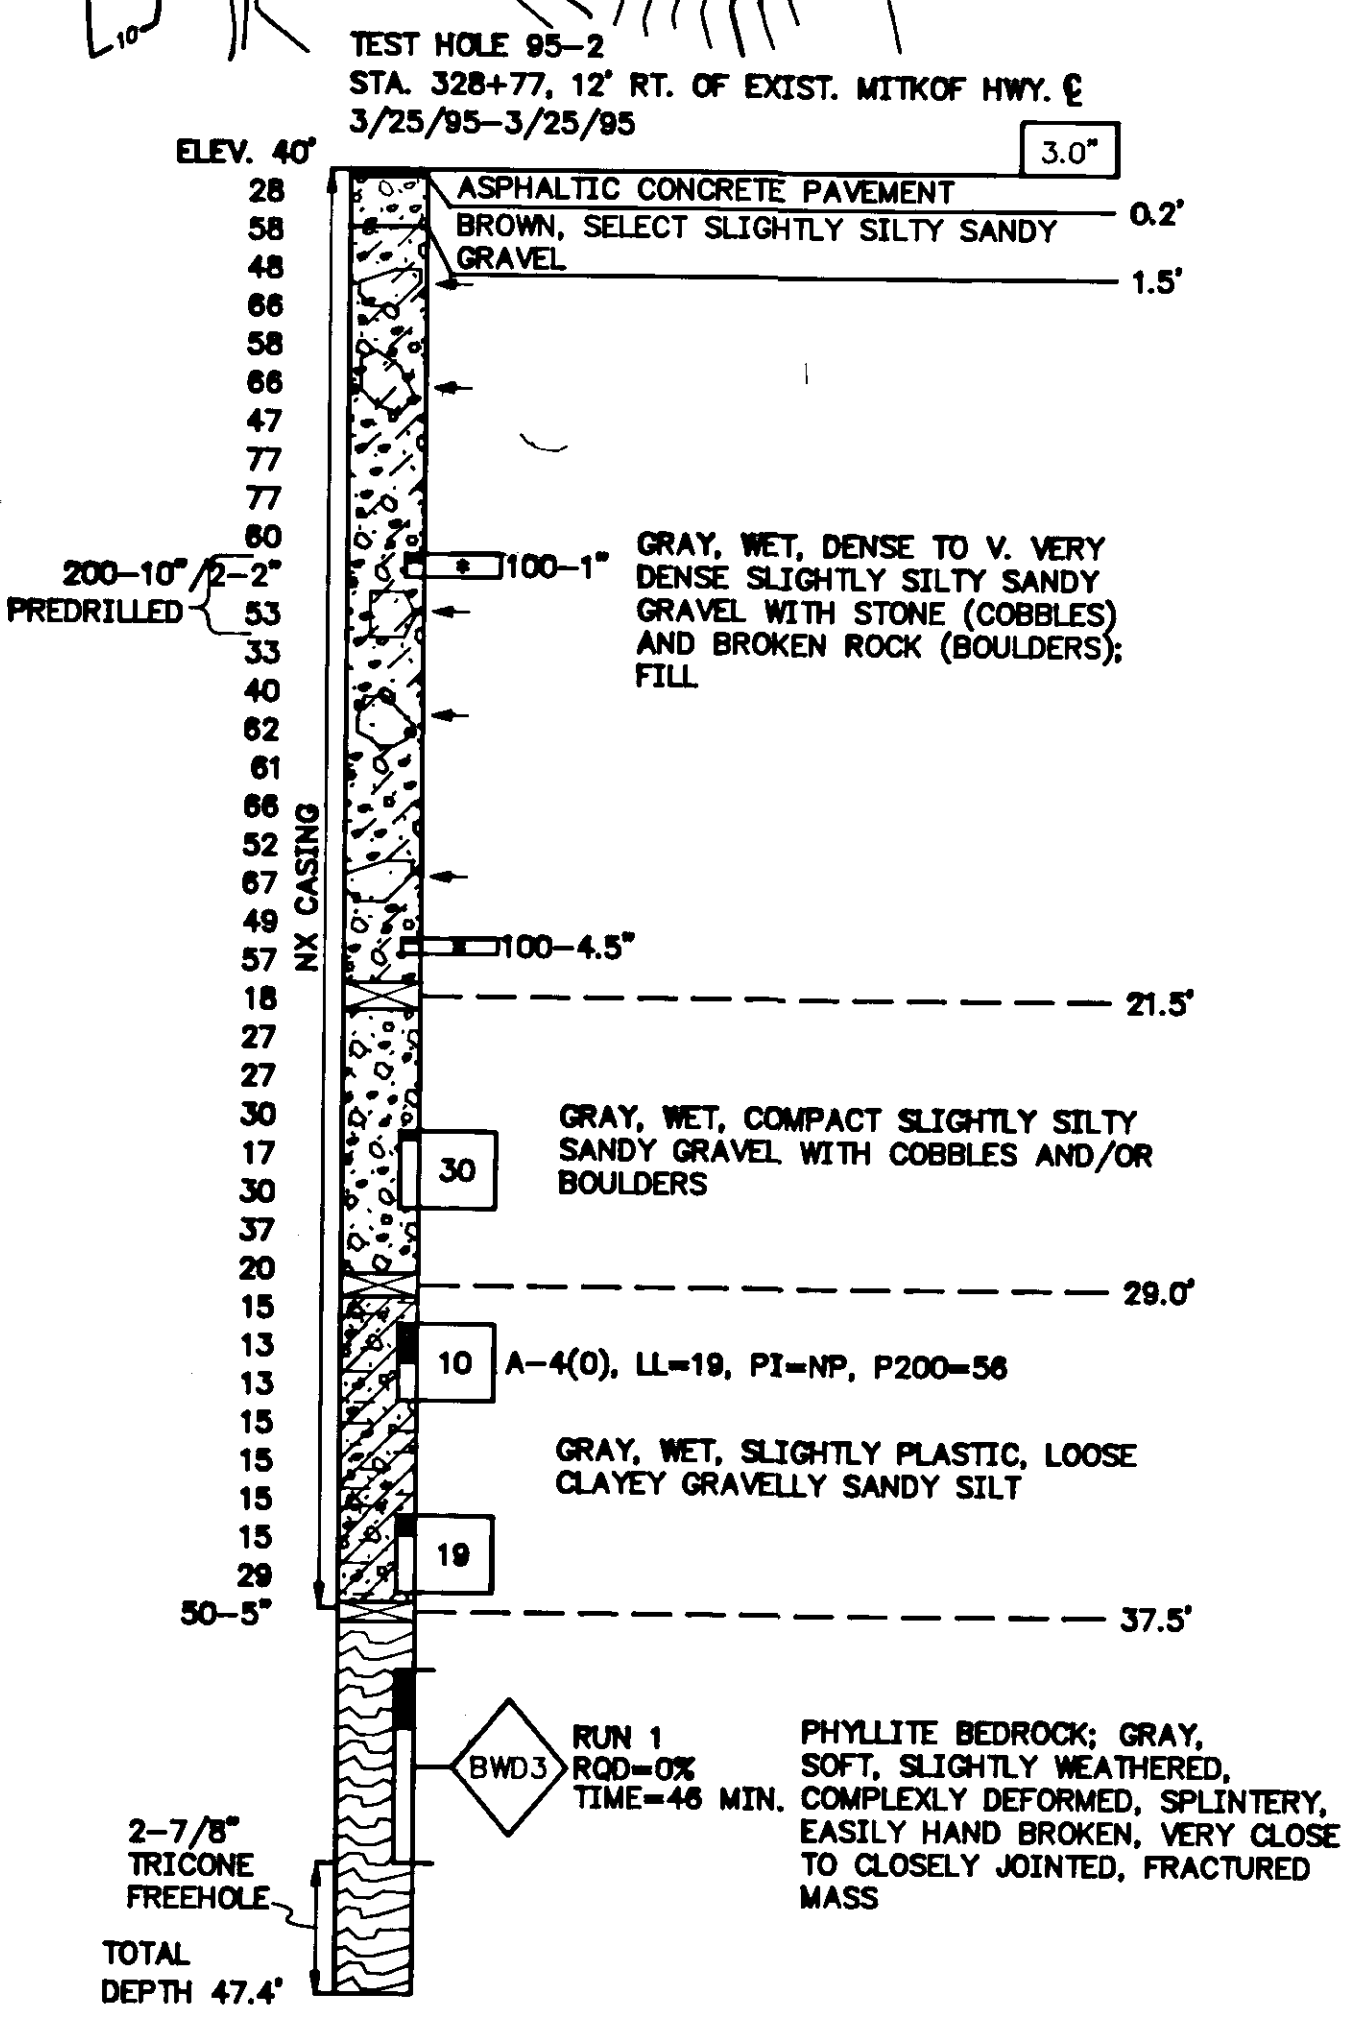 10
TEST HOLE 95-2
STA. 328+77, 12' RT. OF EXIST. MITKOF HWY. ℄
3/25/95-3/25/95
ELEV. 40'
3.0"
28
ASPHALTIC CONCRETE PAVEMENT
0.2'
58
BROWN, SELECT SLIGHTLY SILTY SANDY
GRAVEL
48
1.5'
66
58
66
47
77
77
60
200-10"/2-2"
PREDRILLED
53
33
40
62
61
66
52
67
49
57
18
27
27
30
17
30
37
20
15
13
13
15
15
15
15
29
50-5"
NX CASING
* 100-1"
GRAY, WET, DENSE TO V. VERY
DENSE SLIGHTLY SILTY SANDY
GRAVEL WITH STONE (COBBLES)
AND BROKEN ROCK (BOULDERS);
FILL
* 100-4.5"
21.5'
GRAY, WET, COMPACT SLIGHTLY SILTY
SANDY GRAVEL WITH COBBLES AND/OR
BOULDERS
30
29.0'
10 A-4(0), LL=19, PI=NP, P200=56
GRAY, WET, SLIGHTLY PLASTIC, LOOSE
CLAYEY GRAVELLY SANDY SILT
19
37.5'
BWD3
RUN 1
RQD=0%
TIME=46 MIN.
PHYLLITE BEDROCK; GRAY,
SOFT, SLIGHTLY WEATHERED,
COMPLEXLY DEFORMED, SPLINTERY,
EASILY HAND BROKEN, VERY CLOSE
TO CLOSELY JOINTED, FRACTURED
MASS
2-7/8"
TRICONE
FREEHOLE
TOTAL
DEPTH 47.4'